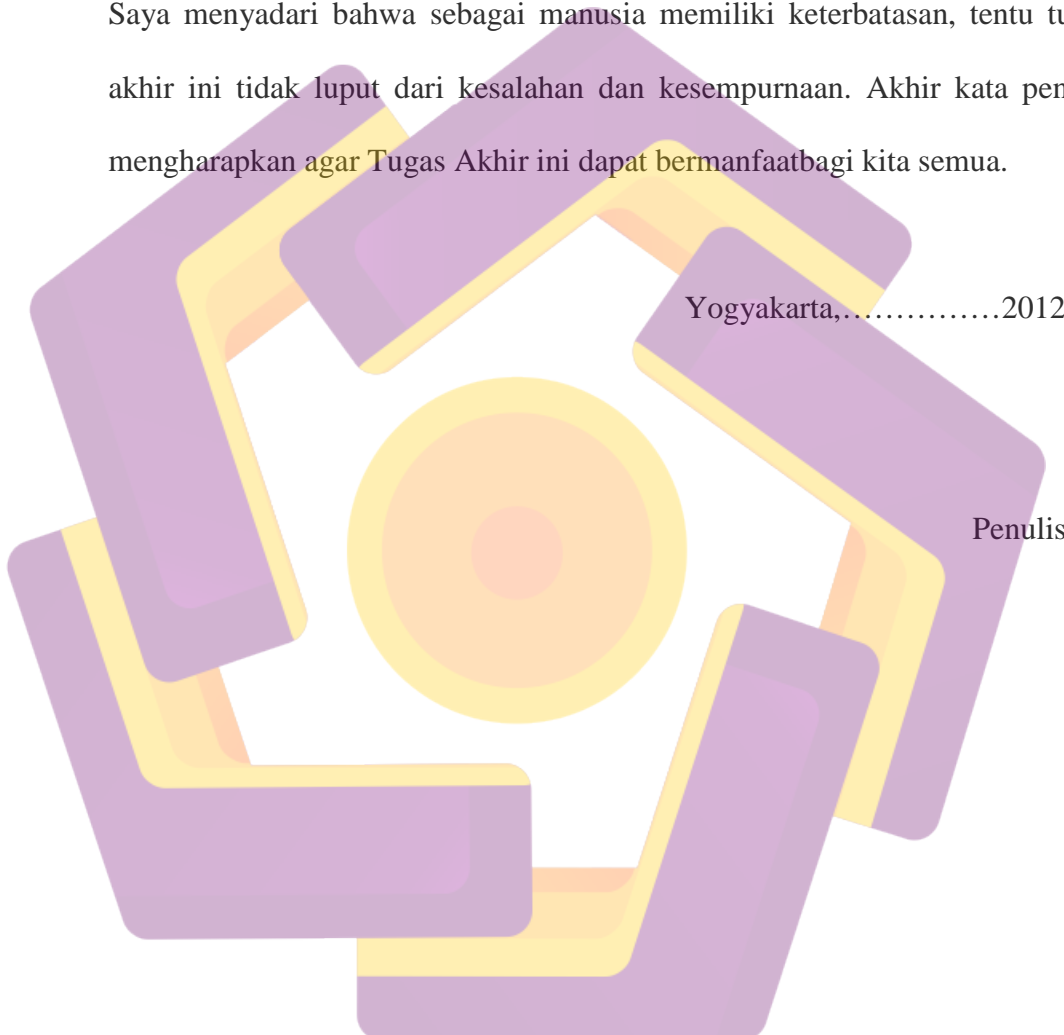 Saya menyadari bahwa sebagai manusia memiliki keterbatasan, tentu tu
akhir ini tidak luput dari kesalahan dan kesempurnaan. Akhir kata pen
mengharapkan agar Tugas Akhir ini dapat bermanfaatbagi kita semua.
Yogyakarta,……………2012
Penulis